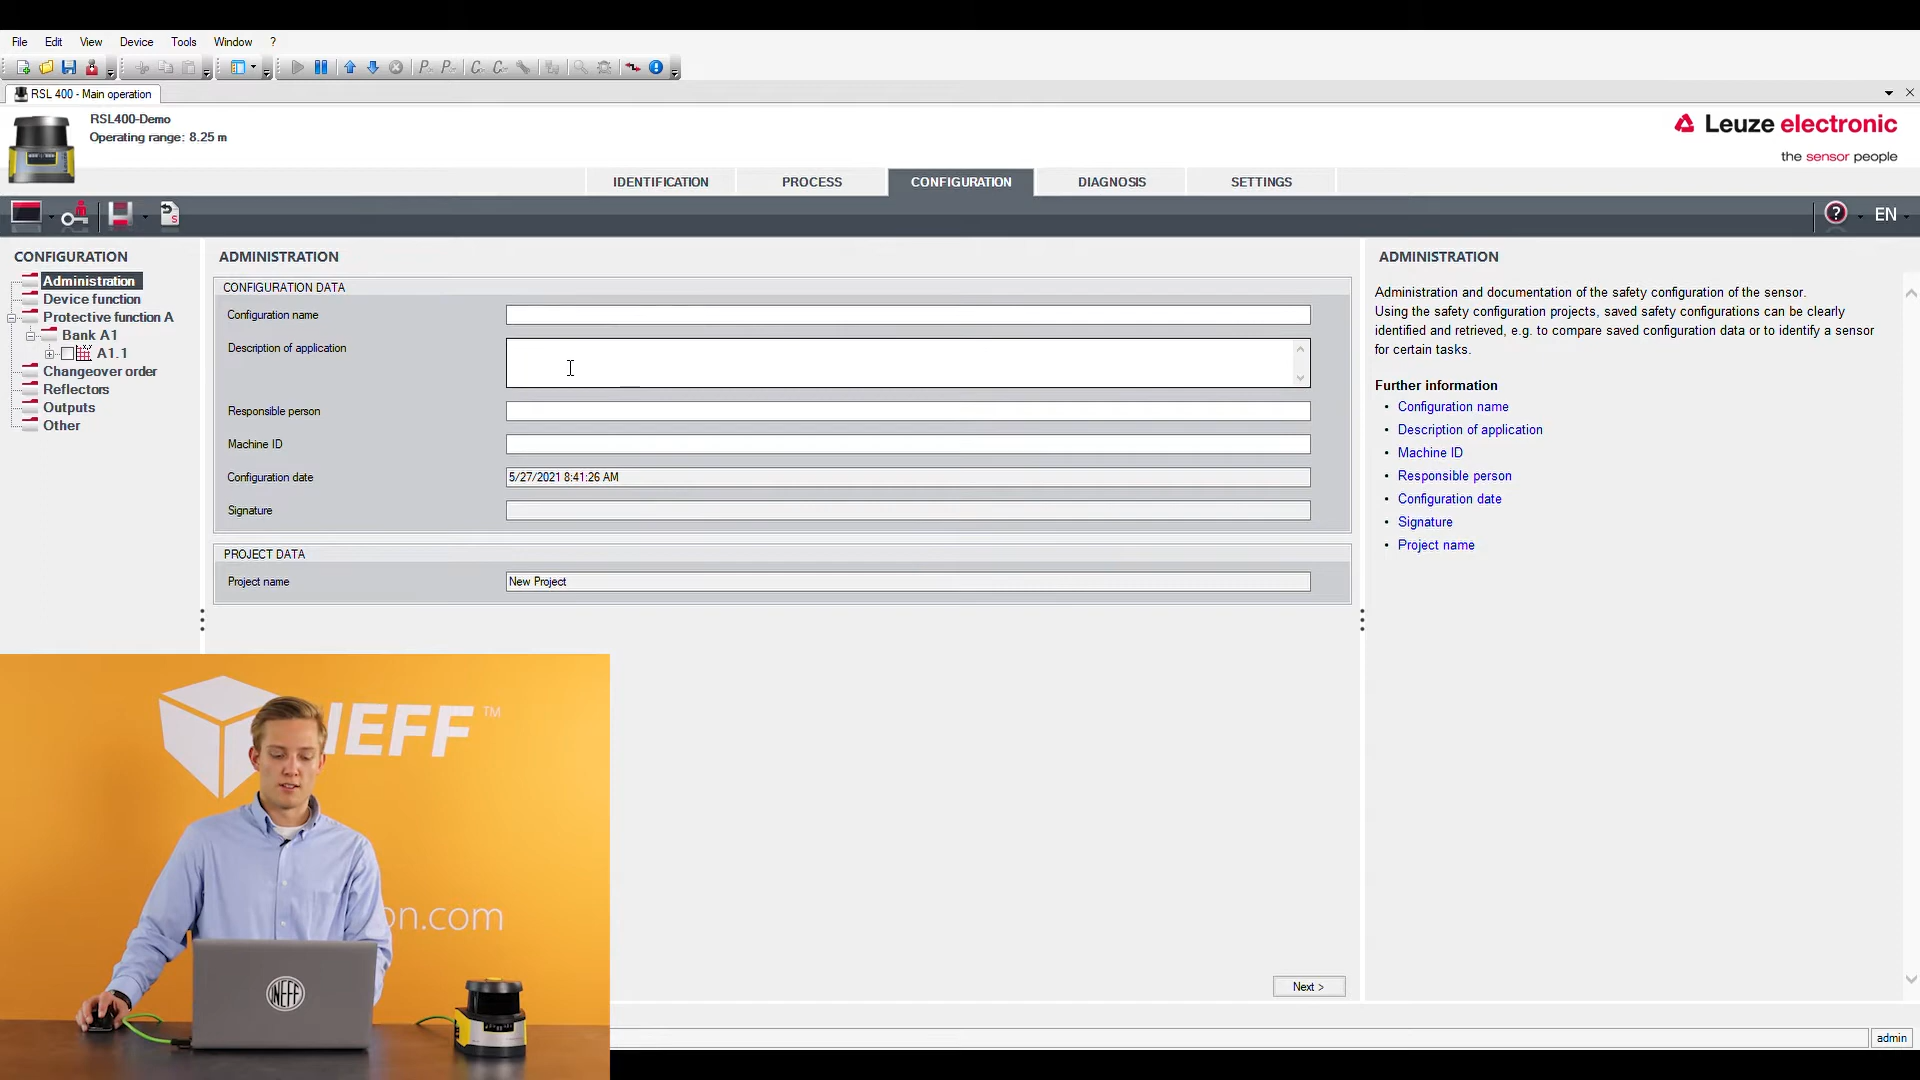 File Edit View Device Tools Window ?
RSL 400 - Main operation
RSL400-Demo
Operating range: 8.25 m
Leuze electronic
the sensor people
IDENTIFICATION PROCESS CONFIGURATION DIAGNOSIS SETTINGS
EN
CONFIGURATION
Administration
Device function
Protective function A
Bank A1
A1.1
Changeover order
Reflectors
Outputs
Other
ADMINISTRATION
CONFIGURATION DATA
Configuration name
Description of application
Responsible person
Machine ID
Configuration date 5/27/2021 8:41:26 AM
Signature
PROJECT DATA
Project name New Project
Next >
ADMINISTRATION
Administration and documentation of the safety configuration of the sensor.
Using the safety configuration projects, saved safety configurations can be clearly
identified and retrieved, e.g. to compare saved configuration data or to identify a sensor
for certain tasks.
Further information
• Configuration name
• Description of application
• Machine ID
• Responsible person
• Configuration date
• Signature
• Project name
NEFF™
on.com
INEFF
admin